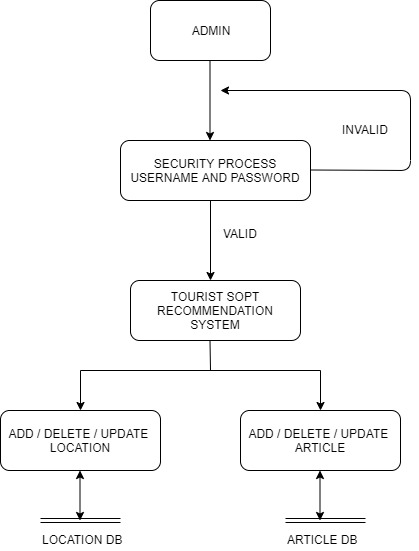 ADMIN
INVALID
SECURITY PROCESS
USERNAME AND PASSWORD
VALID
TOURIST SOPT
RECOMMENDATION
SYSTEM
ADD / DELETE / UPDATE
LOCATION
ADD / DELETE / UPDATE
ARTICLE
LOCATION DB
ARTICLE DB